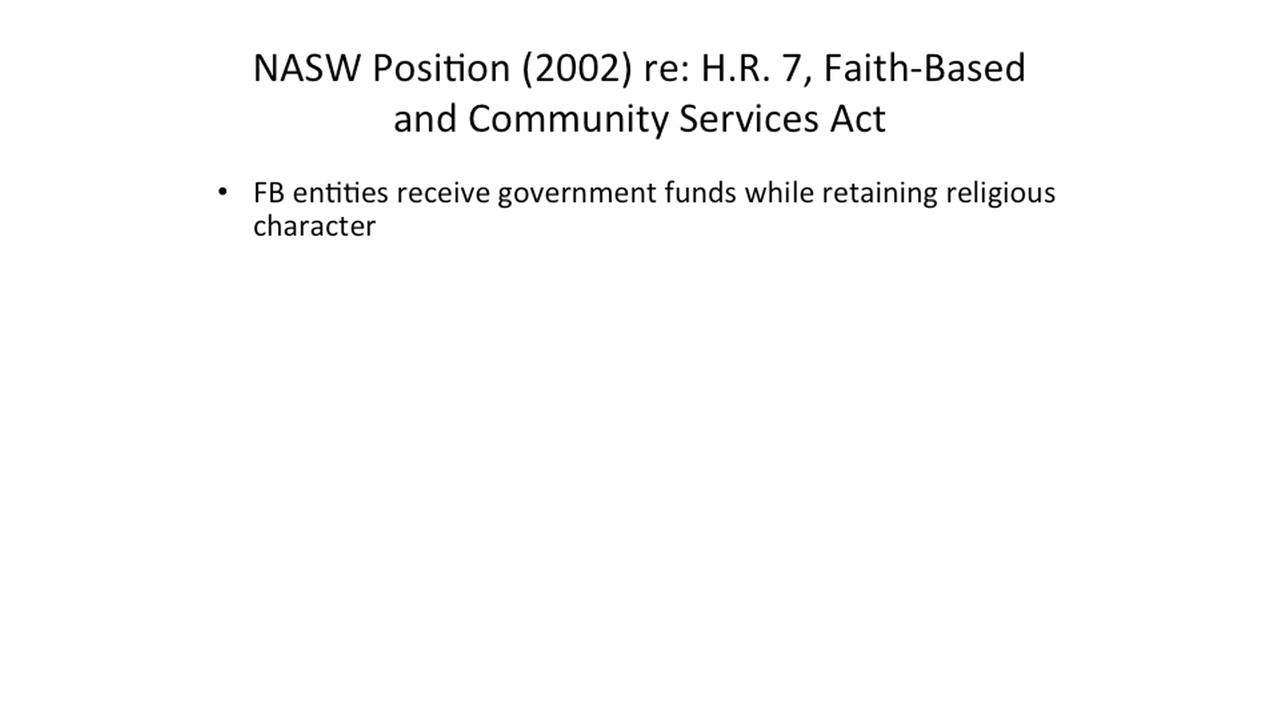 NASW Position (2002) re: H.R. 7, Faith-Based
and Community Services Act
• FB entities receive government funds while retaining religious
character